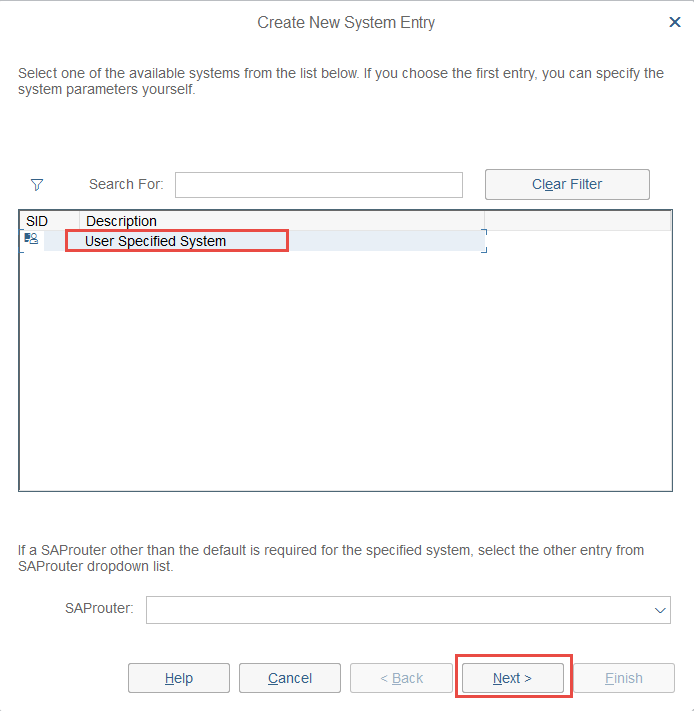 Create New System Entry
Select one of the available systems from the list below. If you choose the first entry, you can specify the
system parameters yourself.
Search For:
Clear Filter
SID Description
User Specified System
If a SAProuter other than the default is required for the specified system, select the other entry from
SAProuter dropdown list.
SAProuter:
Help Cancel < Back Next > Finish